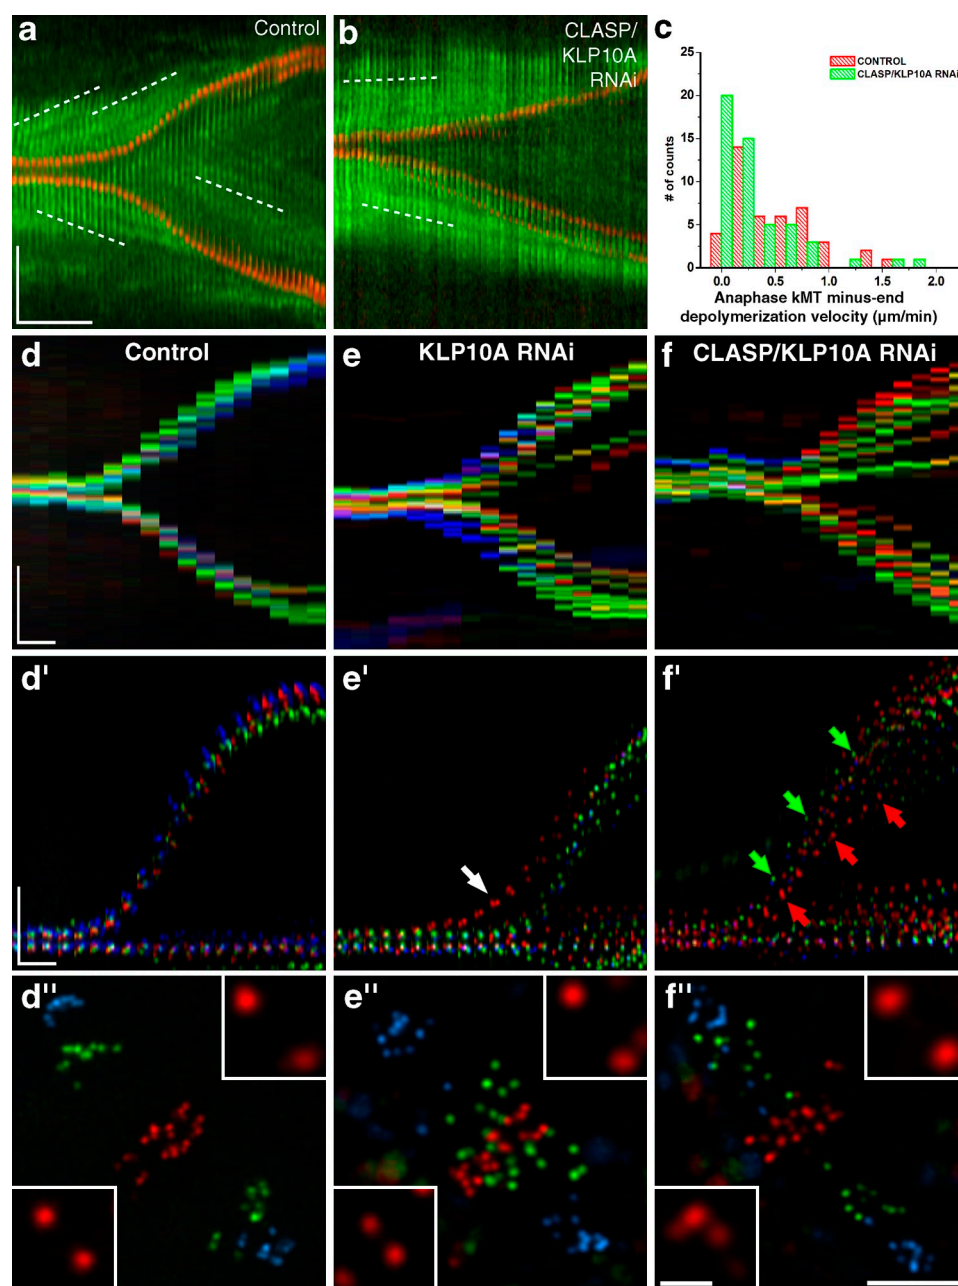 a
Control
b
CLASP/
KLP10A
RNAi
c
25
20
15
10
5
0
# of counts
CONTROL
CLASP/KLP10A RNAi
0.0
0.5
1.0
1.5
2.0
Anaphase kMT minus-end
depolymerization velocity (µm/min)
d
Control
e
KLP10A RNAi
f
CLASP/KLP10A RNAi
d'
e'
f'
d''
e''
f''